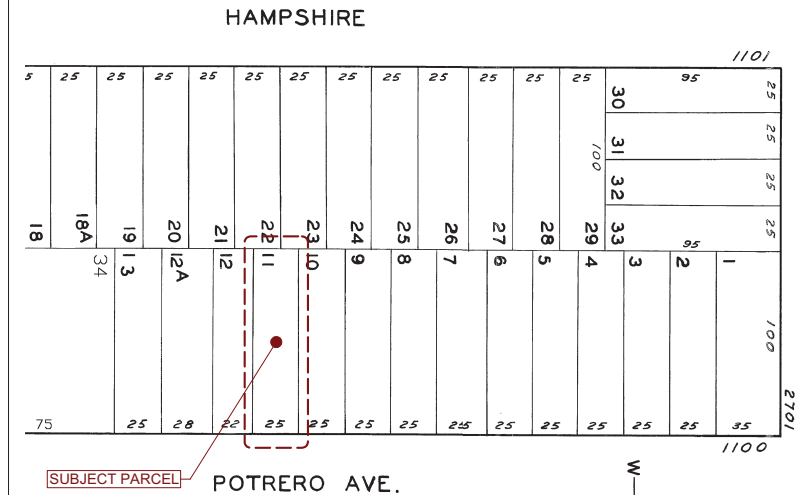 HAMPSHIRE
1101
5 25 25 25 25 25 25 25 25 25 25 25 25 95 25
30
31 25
100
32 25
33 25
95
18 18A 19 20 21 22 23 24 25 26 27 28 29
34 13 12A 12 11 10 9 8 7 6 5 4 3 2 1
100
75 25 28 22 25 25 25 25 25 25 25 25 25 25 35
2701
1100
SUBJECT PARCEL
POTRERO AVE.
W